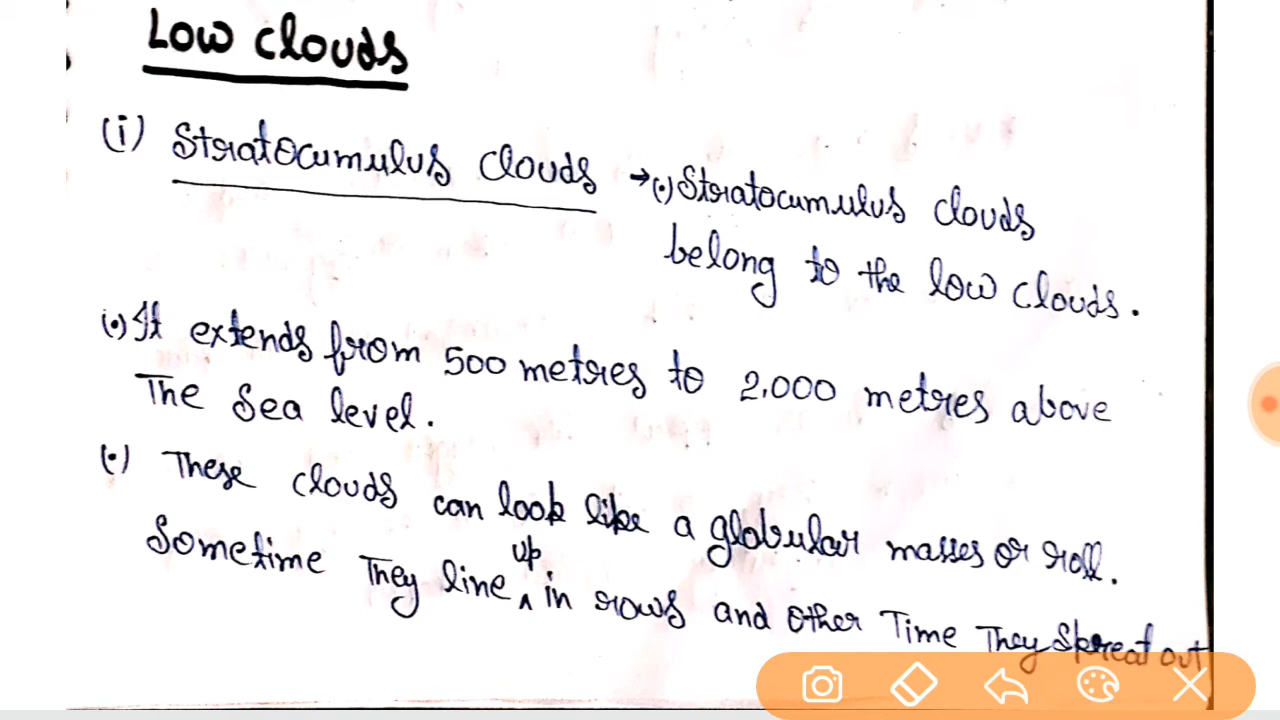 Low Clouds
(i) Stratocumulus Clouds → (•) Stratocumulus clouds
belong to the low clouds.
(•) It extends from 500 metres to 2,000 metres above
The Sea level.
(•) These clouds can look like a globular masses or roll.
Sometime They line up in rows and other Time They Spreat out